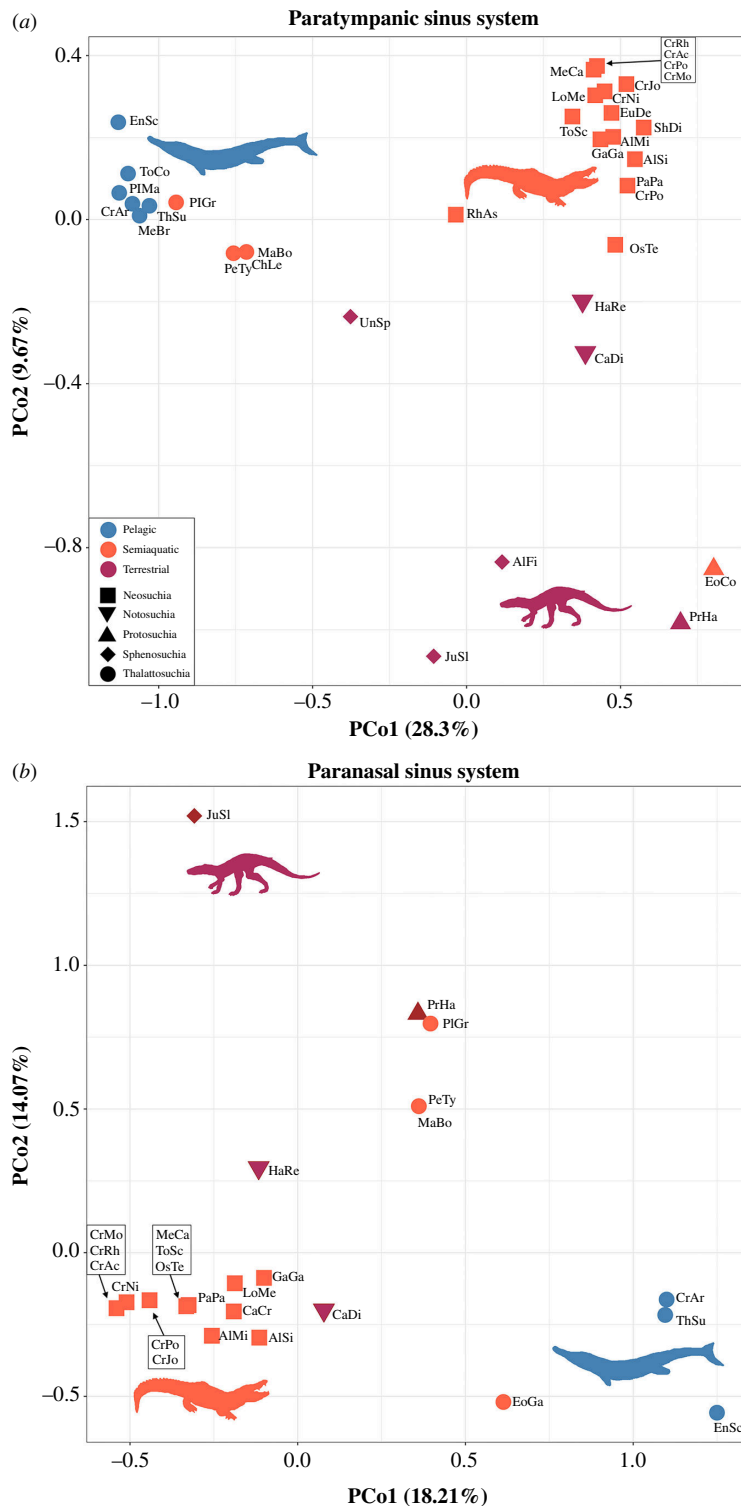 (a) Paratympanic sinus system
CrRh
CrAc
CrPo
CrMo
0.4
MeCa
CrJo
LoMe
CrNi
EuDe
ToSc
ShDi
AlMi
GaGa
AlSi
PaPa
CrPo
EnSc
ToCo
PlMa
PlGr
CrAr
ThSu
MeBr
0.0
RhAs
OsTe
MaBo
PeTy
ChLe
HaRe
UnSp
CaDi
−0.4
PCo2 (9.67%)
−0.8
Pelagic
Semiaquatic
Terrestrial
Neosuchia
Notosuchia
Protosuchia
Sphenosuchia
Thalattosuchia
AlFi
EoCo
PrHa
JuSl
−1.0
−0.5
0.0
0.5
PCo1 (28.3%)
(b) Paranasal sinus system
1.5
JuSl
1.0
PrHa
PlGr
0.5
PeTy
MaBo
PCo2 (14.07%)
HaRe
0.0
CrMo
CrRh
CrAc
MeCa
ToSc
OsTe
CrNi
PaPa
GaGa
LoMe
CaCr
CaDi
CrAr
ThSu
CrPo
CrJo
AlMi
AlSi
−0.5
EoGa
EnSc
−0.5
0.0
0.5
1.0
PCo1 (18.21%)